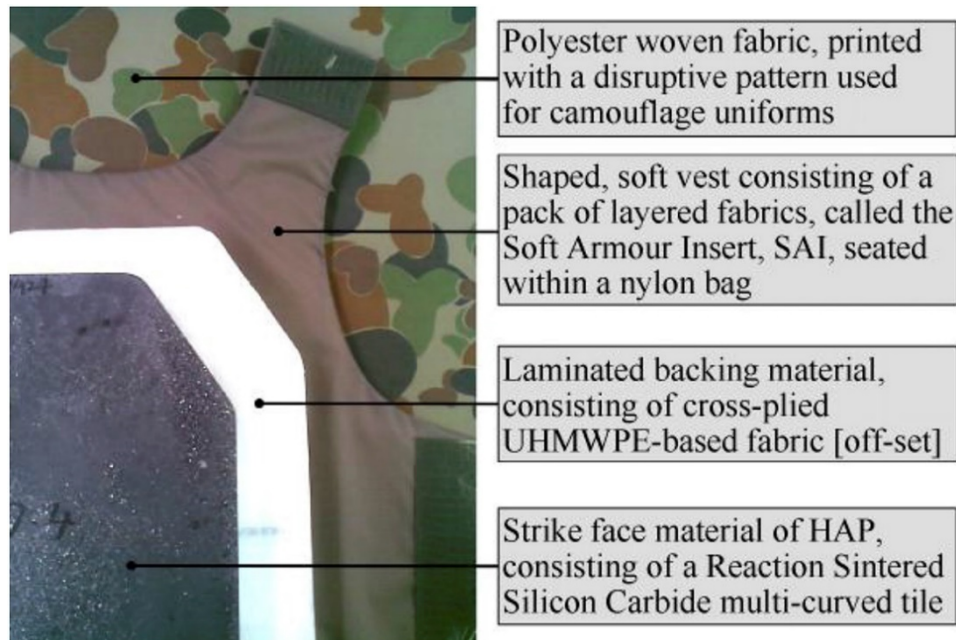 Polyester woven fabric, printed
with a disruptive pattern used
for camouflage uniforms
Shaped, soft vest consisting of a
pack of layered fabrics, called the
Soft Armour Insert, SAI, seated
within a nylon bag
Laminated backing material,
consisting of cross-plied
UHMWPE-based fabric [off-set]
Strike face material of HAP,
consisting of a Reaction Sintered
Silicon Carbide multi-curved tile